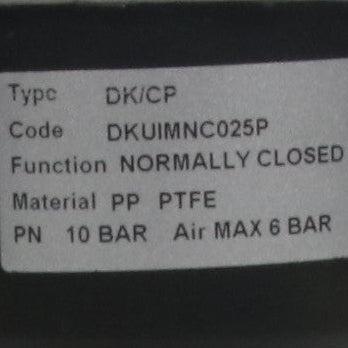 Type DK/CP
Code DKUIMNC025P
Function NORMALLY CLOSED
Material PP PTFE
PN 10 BAR Air MAX 6 BAR